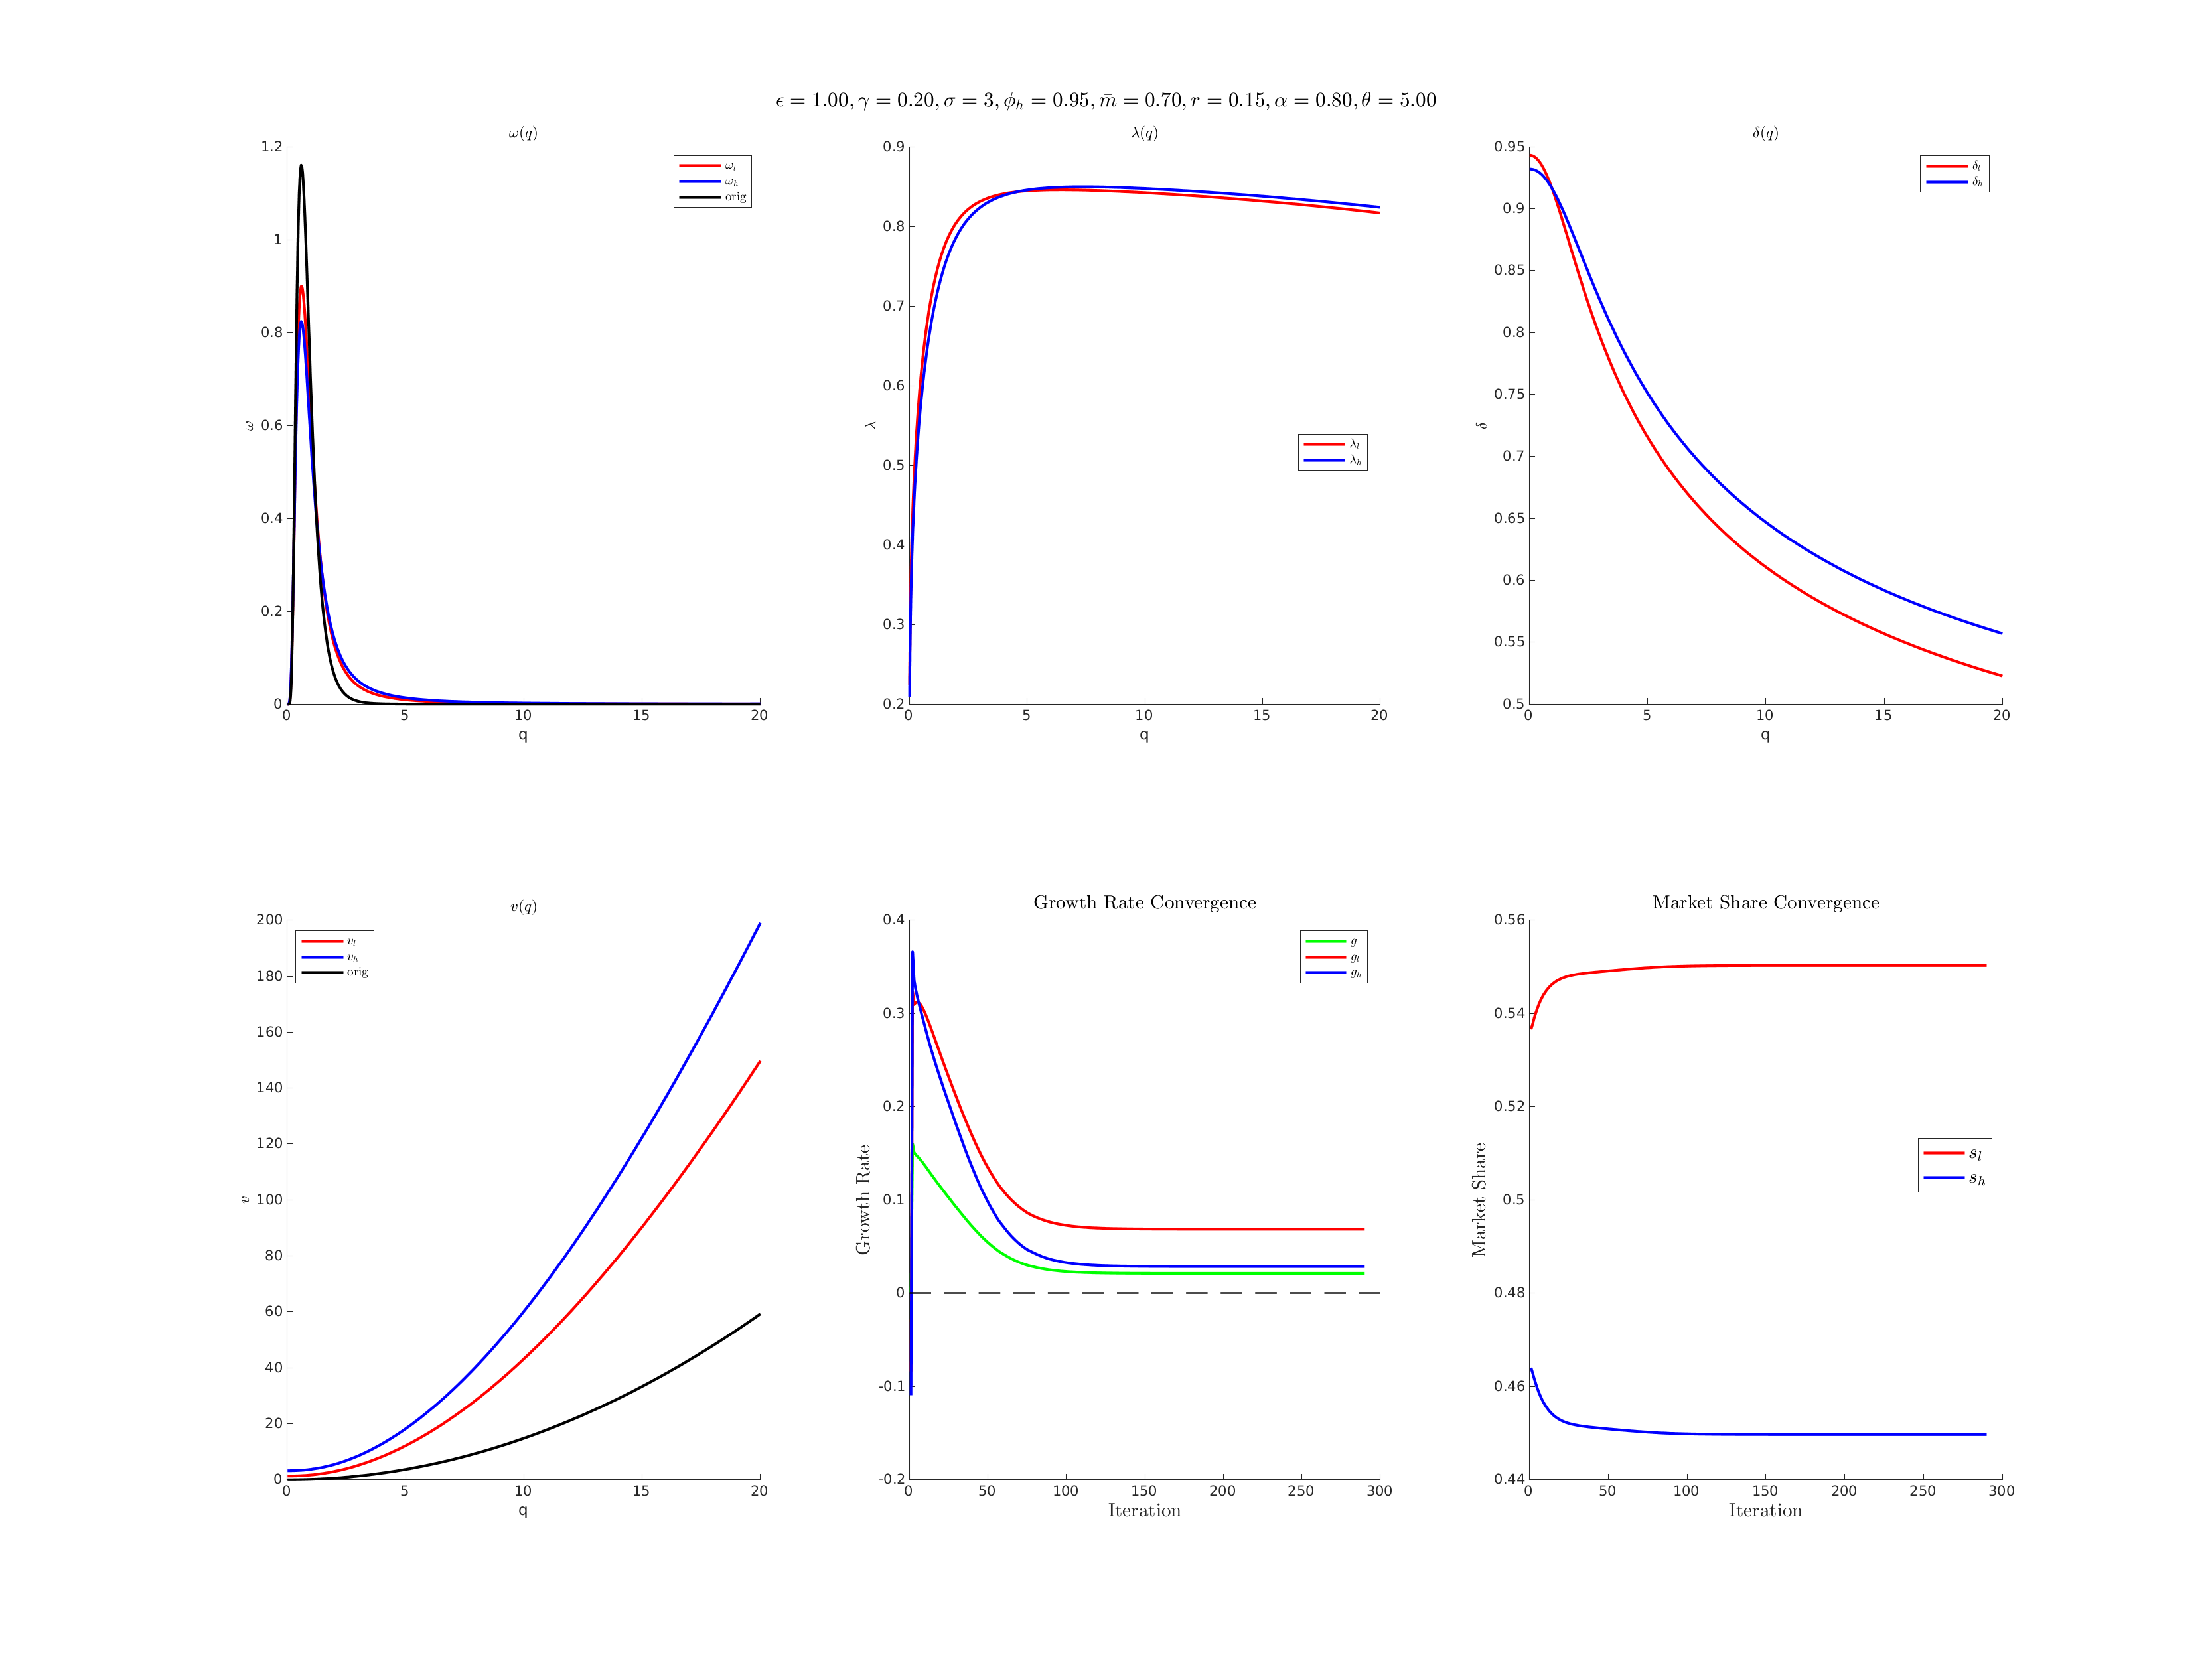 ϵ = 1.00, γ = 0.20, σ = 3, ϕ_h = 0.95, m̄ = 0.70, r = 0.15, α = 0.80, θ = 5.00
ω(q)
1.2
1
0.8
0.6
0.4
0.2
0
ω
0 5 10 15 20
q
ω_l
ω_h
orig
λ(q)
0.9
0.8
0.7
0.6
0.5
0.4
0.3
0.2
λ
0 5 10 15 20
q
λ_l
λ_h
δ(q)
0.95
0.9
0.85
0.8
0.75
0.7
0.65
0.6
0.55
0.5
δ
0 5 10 15 20
q
δ_l
δ_h
v(q)
200
180
160
140
120
100
80
60
40
20
0
v
0 5 10 15 20
q
v_l
v_h
orig
Growth Rate Convergence
0.4
0.3
0.2
0.1
0
-0.1
-0.2
Growth Rate
0 50 100 150 200 250 300
Iteration
g
g_l
g_h
Market Share Convergence
0.56
0.54
0.52
0.5
0.48
0.46
0.44
Market Share
0 50 100 150 200 250 300
Iteration
s_l
s_h